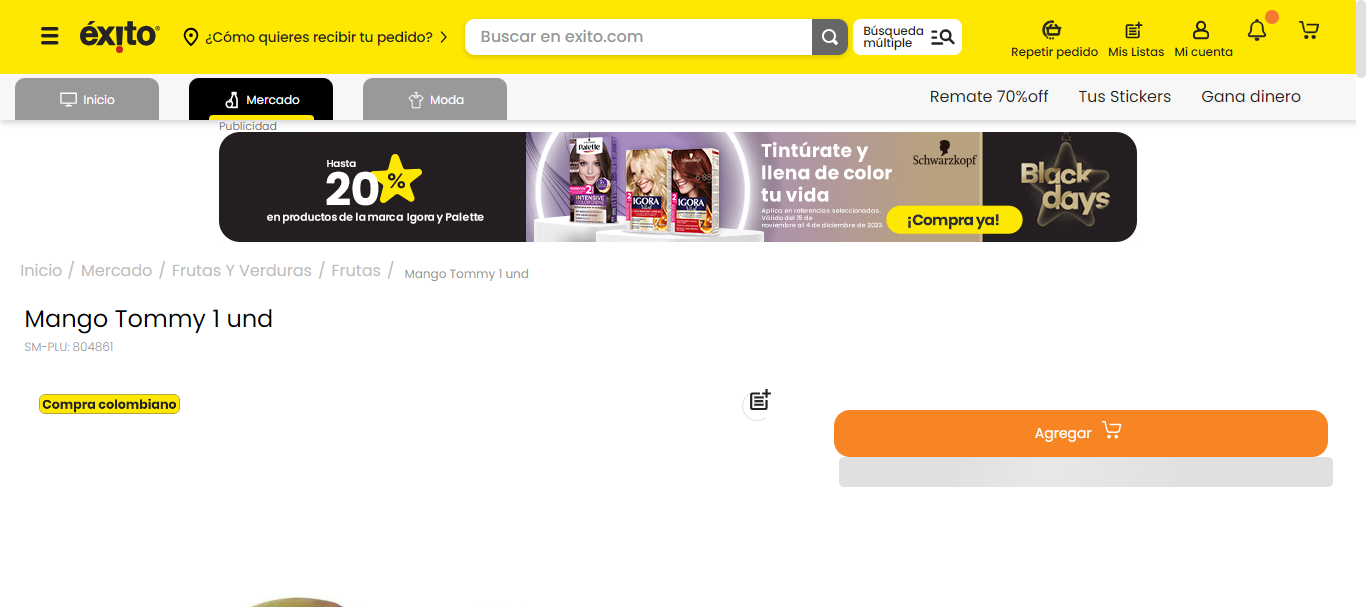 éxito
¿Cómo quieres recibir tu pedido?
Buscar en exito.com
Búsqueda
múltiple
Repetir pedido
Mis Listas
Mi cuenta
Inicio
Mercado
Moda
Remate 70%off
Tus Stickers
Gana dinero
Publicidad
Hasta
20%
en productos de la marca Igora y Palette
Palette
INTENSIVE
IGORA
IGORA
Tintúrate y
llena de color
tu vida
Aplica en referencias seleccionadas.
Válido del 15 de
noviembre al 4 de diciembre de 2023.
Schwarzkopf
¡Compra ya!
Black
days
Inicio / Mercado / Frutas Y Verduras / Frutas / Mango Tommy 1 und
Mango Tommy 1 und
SM-PLU: 804861
Compra colombiano
Agregar